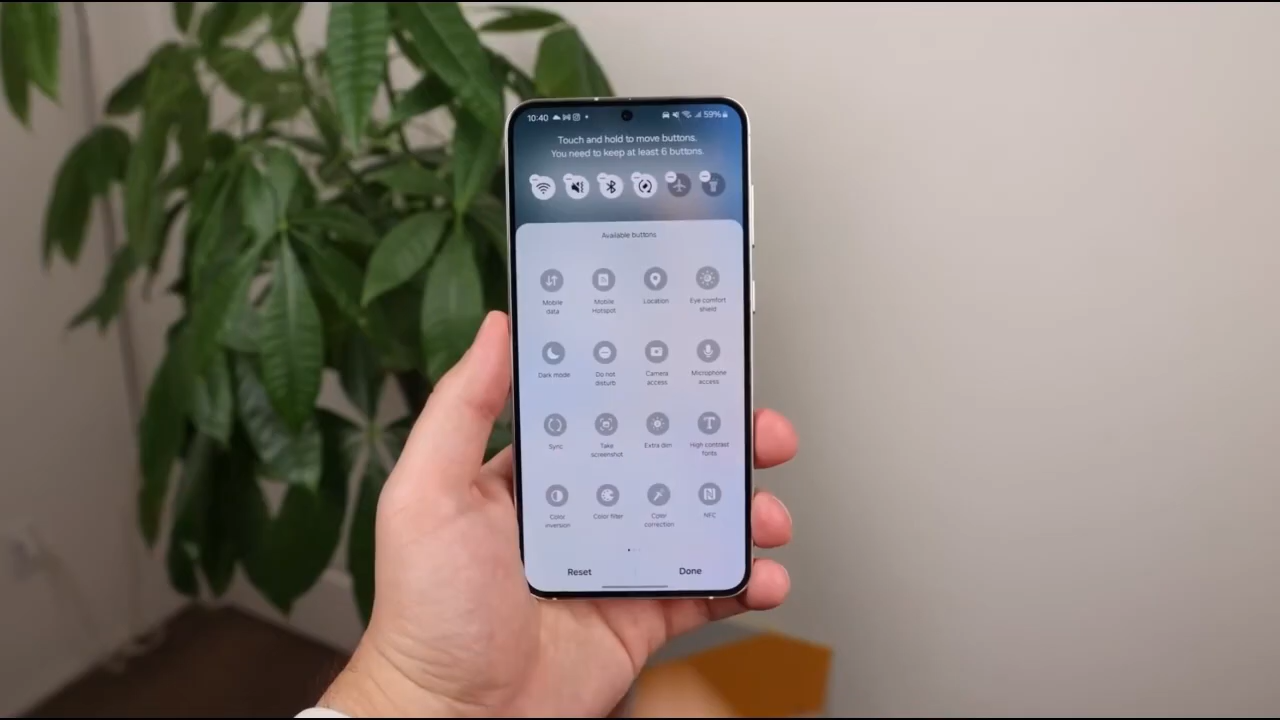 10:40
59%
Touch and hold to move buttons.
You need to keep at least 6 buttons.
Available buttons
Mobile
data
Mobile
Hotspot
Location
Eye comfort
shield
Dark mode
Do not
disturb
Camera
access
Microphone
access
Sync
Take
screenshot
Extra dim
High contrast
fonts
Color
inversion
Color filter
Color
correction
NFC
Reset
Done